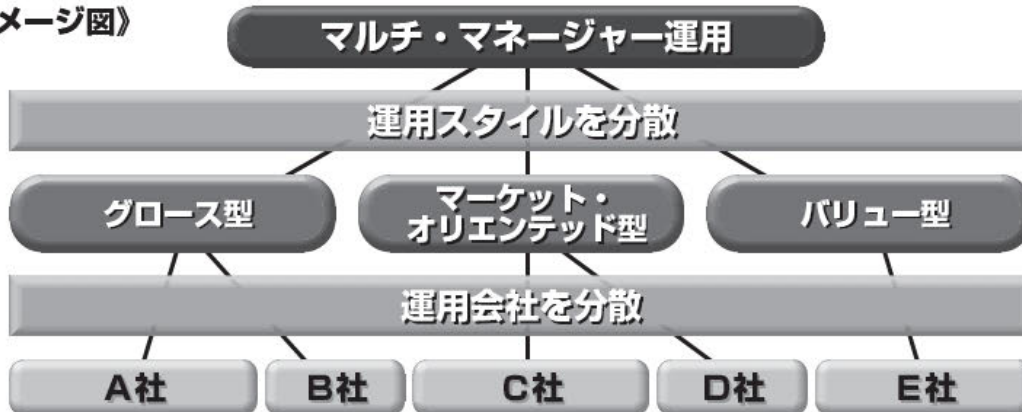 メージ図》
マルチ・マネージャー運用
運用スタイルを分散
グロース型
マーケット・
オリエンテッド型
バリュー型
運用会社を分散
A社
B社
C社
D社
E社